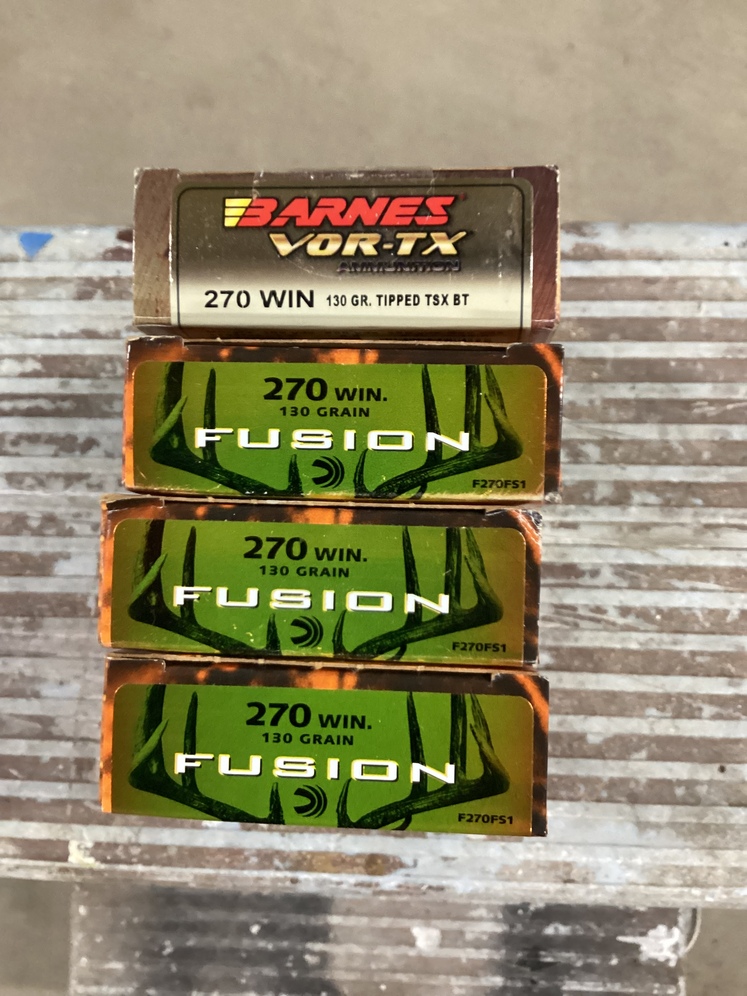 BARNES
VOR-TX
AMMUNITION
270 WIN 130 GR. TIPPED TSX BT
270 WIN.
130 GRAIN
FUSION
F270FS1
270 WIN.
130 GRAIN
FUSION
F270FS1
270 WIN.
130 GRAIN
FUSION
F270FS1